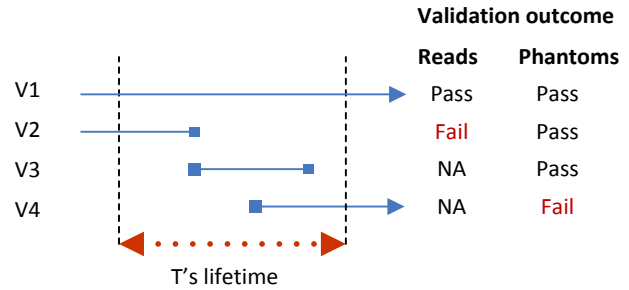 Validation outcome
Reads Phantoms
V1 Pass Pass
V2 Fail Pass
V3 NA Pass
V4 NA Fail
T's lifetime